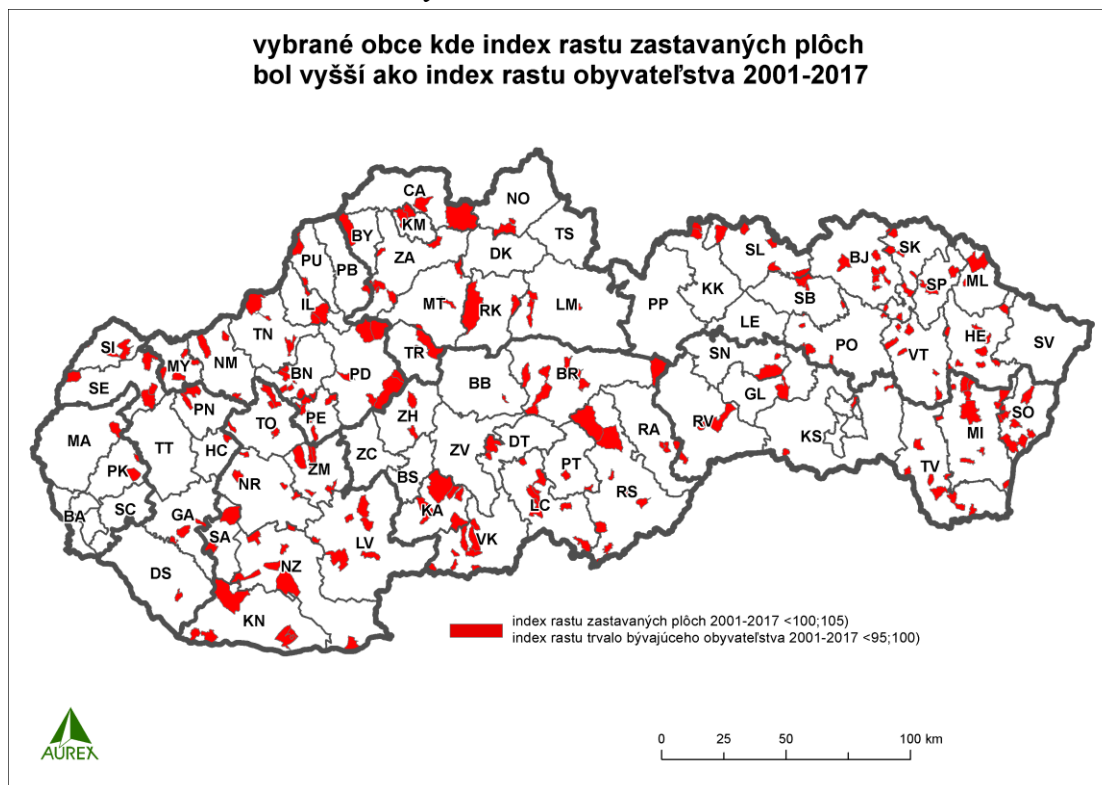 vybrané obce kde index rastu zastavaných plôch
bol vyšší ako index rastu obyvateľstva 2001-2017
CA
NO
KM
BY
TS
PU
ZA
DK
PB
SL
BJ
SK
SP
ML
KK
IL
MT
RK
LM
PP
SB
LE
TN
TR
SI
MY
NM
PO
VT
HE
SV
SN
SE
BN
PD
BB
BR
GL
PN
PE
ZH
TO
MA
TT
HC
ZC
ZV
DT
RA
RV
KS
MI
SO
PK
ZM
NR
BS
PT
TV
RS
BA
SC
GA
SA
KA
LC
LV
VK
DS
NZ
KN
index rastu zastavaných plôch 2001-2017 <100;105)
index rastu trvalo bývajúceho obyvateľstva 2001-2017 <95;100)
AUREX
0 25 50 100 km